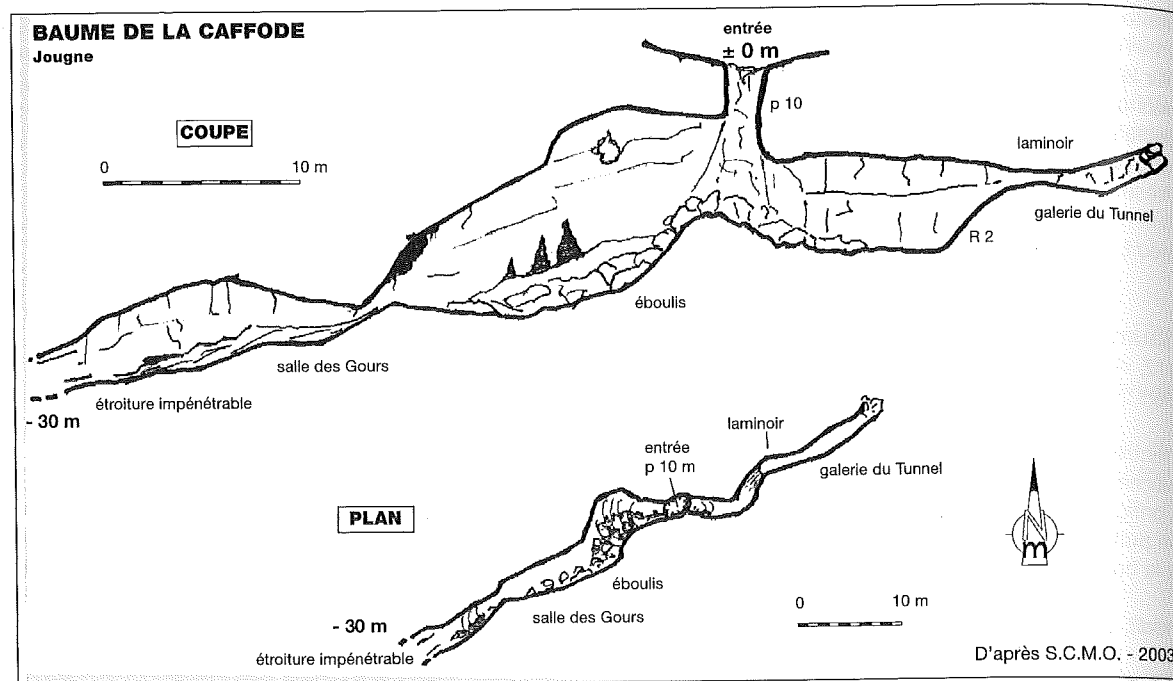 BAUME DE LA CAFFODE
Jougne
entrée
± 0 m
p 10
COUPE
0 10 m
laminoir
galerie du Tunnel
R 2
éboulis
salle des Gours
étroiture impénétrable
- 30 m
laminoir
entrée
p 10 m
galerie du Tunnel
PLAN
N
éboulis
salle des Gours
0 10 m
- 30 m
étroiture impénétrable
D'après S.C.M.O. - 2003